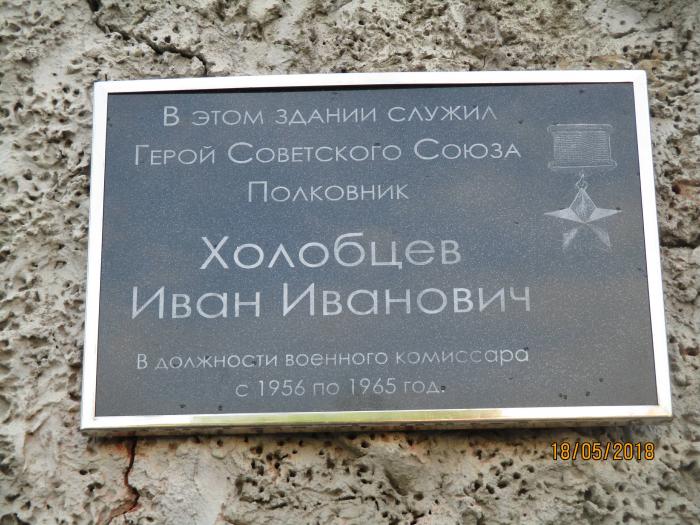 В этом здании служил
Герой Советского Союза
Полковник
Холобцев
Иван Иванович
В должности военного комиссара
с 1956 по 1965 год.
18/05/2018